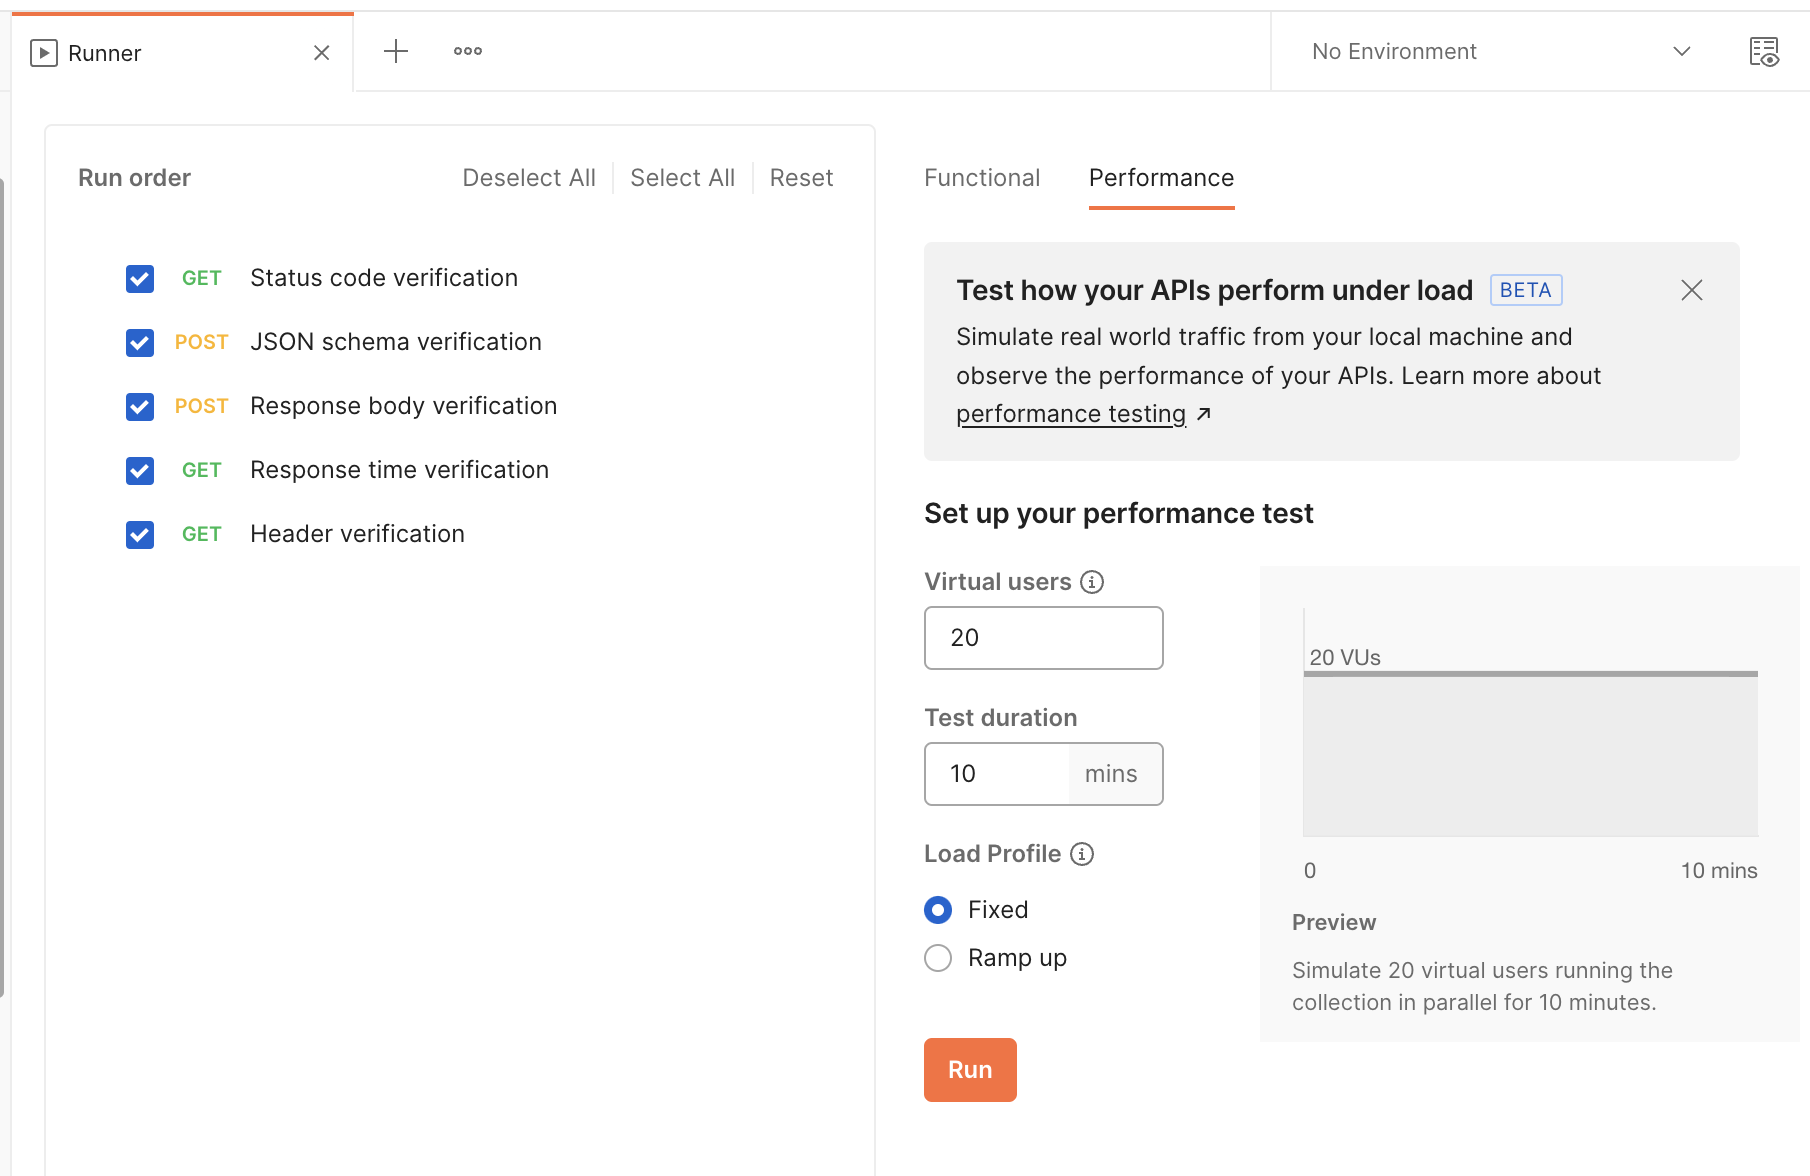 Runner
No Environment
Run order
Deselect All
Select All
Reset
GET Status code verification
POST JSON schema verification
POST Response body verification
GET Response time verification
GET Header verification
Functional
Performance
Test how your APIs perform under load BETA
Simulate real world traffic from your local machine and
observe the performance of your APIs. Learn more about
performance testing ↗
Set up your performance test
Virtual users
20
Test duration
10 mins
Load Profile
Fixed
Ramp up
Run
20 VUs
0
10 mins
Preview
Simulate 20 virtual users running the
collection in parallel for 10 minutes.